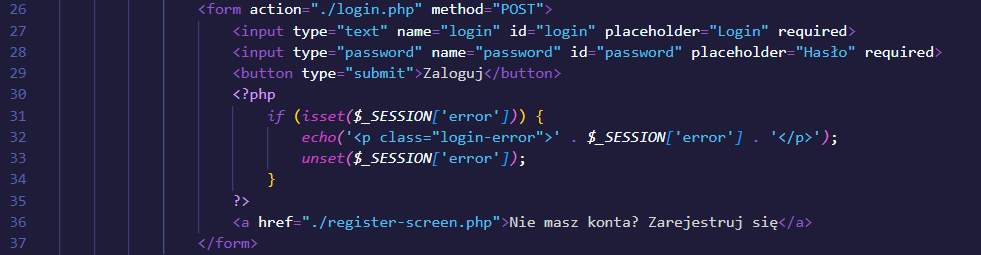 26 <form action="./login.php" method="POST">
27 <input type="text" name="login" id="login" placeholder="Login" required>
28 <input type="password" name="password" id="password" placeholder="Hasło" required>
29 <button type="submit">Zaloguj</button>
30 <?php
31 if (isset($_SESSION['error'])) {
32 echo('<p class="login-error">' . $_SESSION['error'] . '</p>');
33 unset($_SESSION['error']);
34 }
35 ?>
36 <a href="./register-screen.php">Nie masz konta? Zarejestruj się</a>
37 </form>